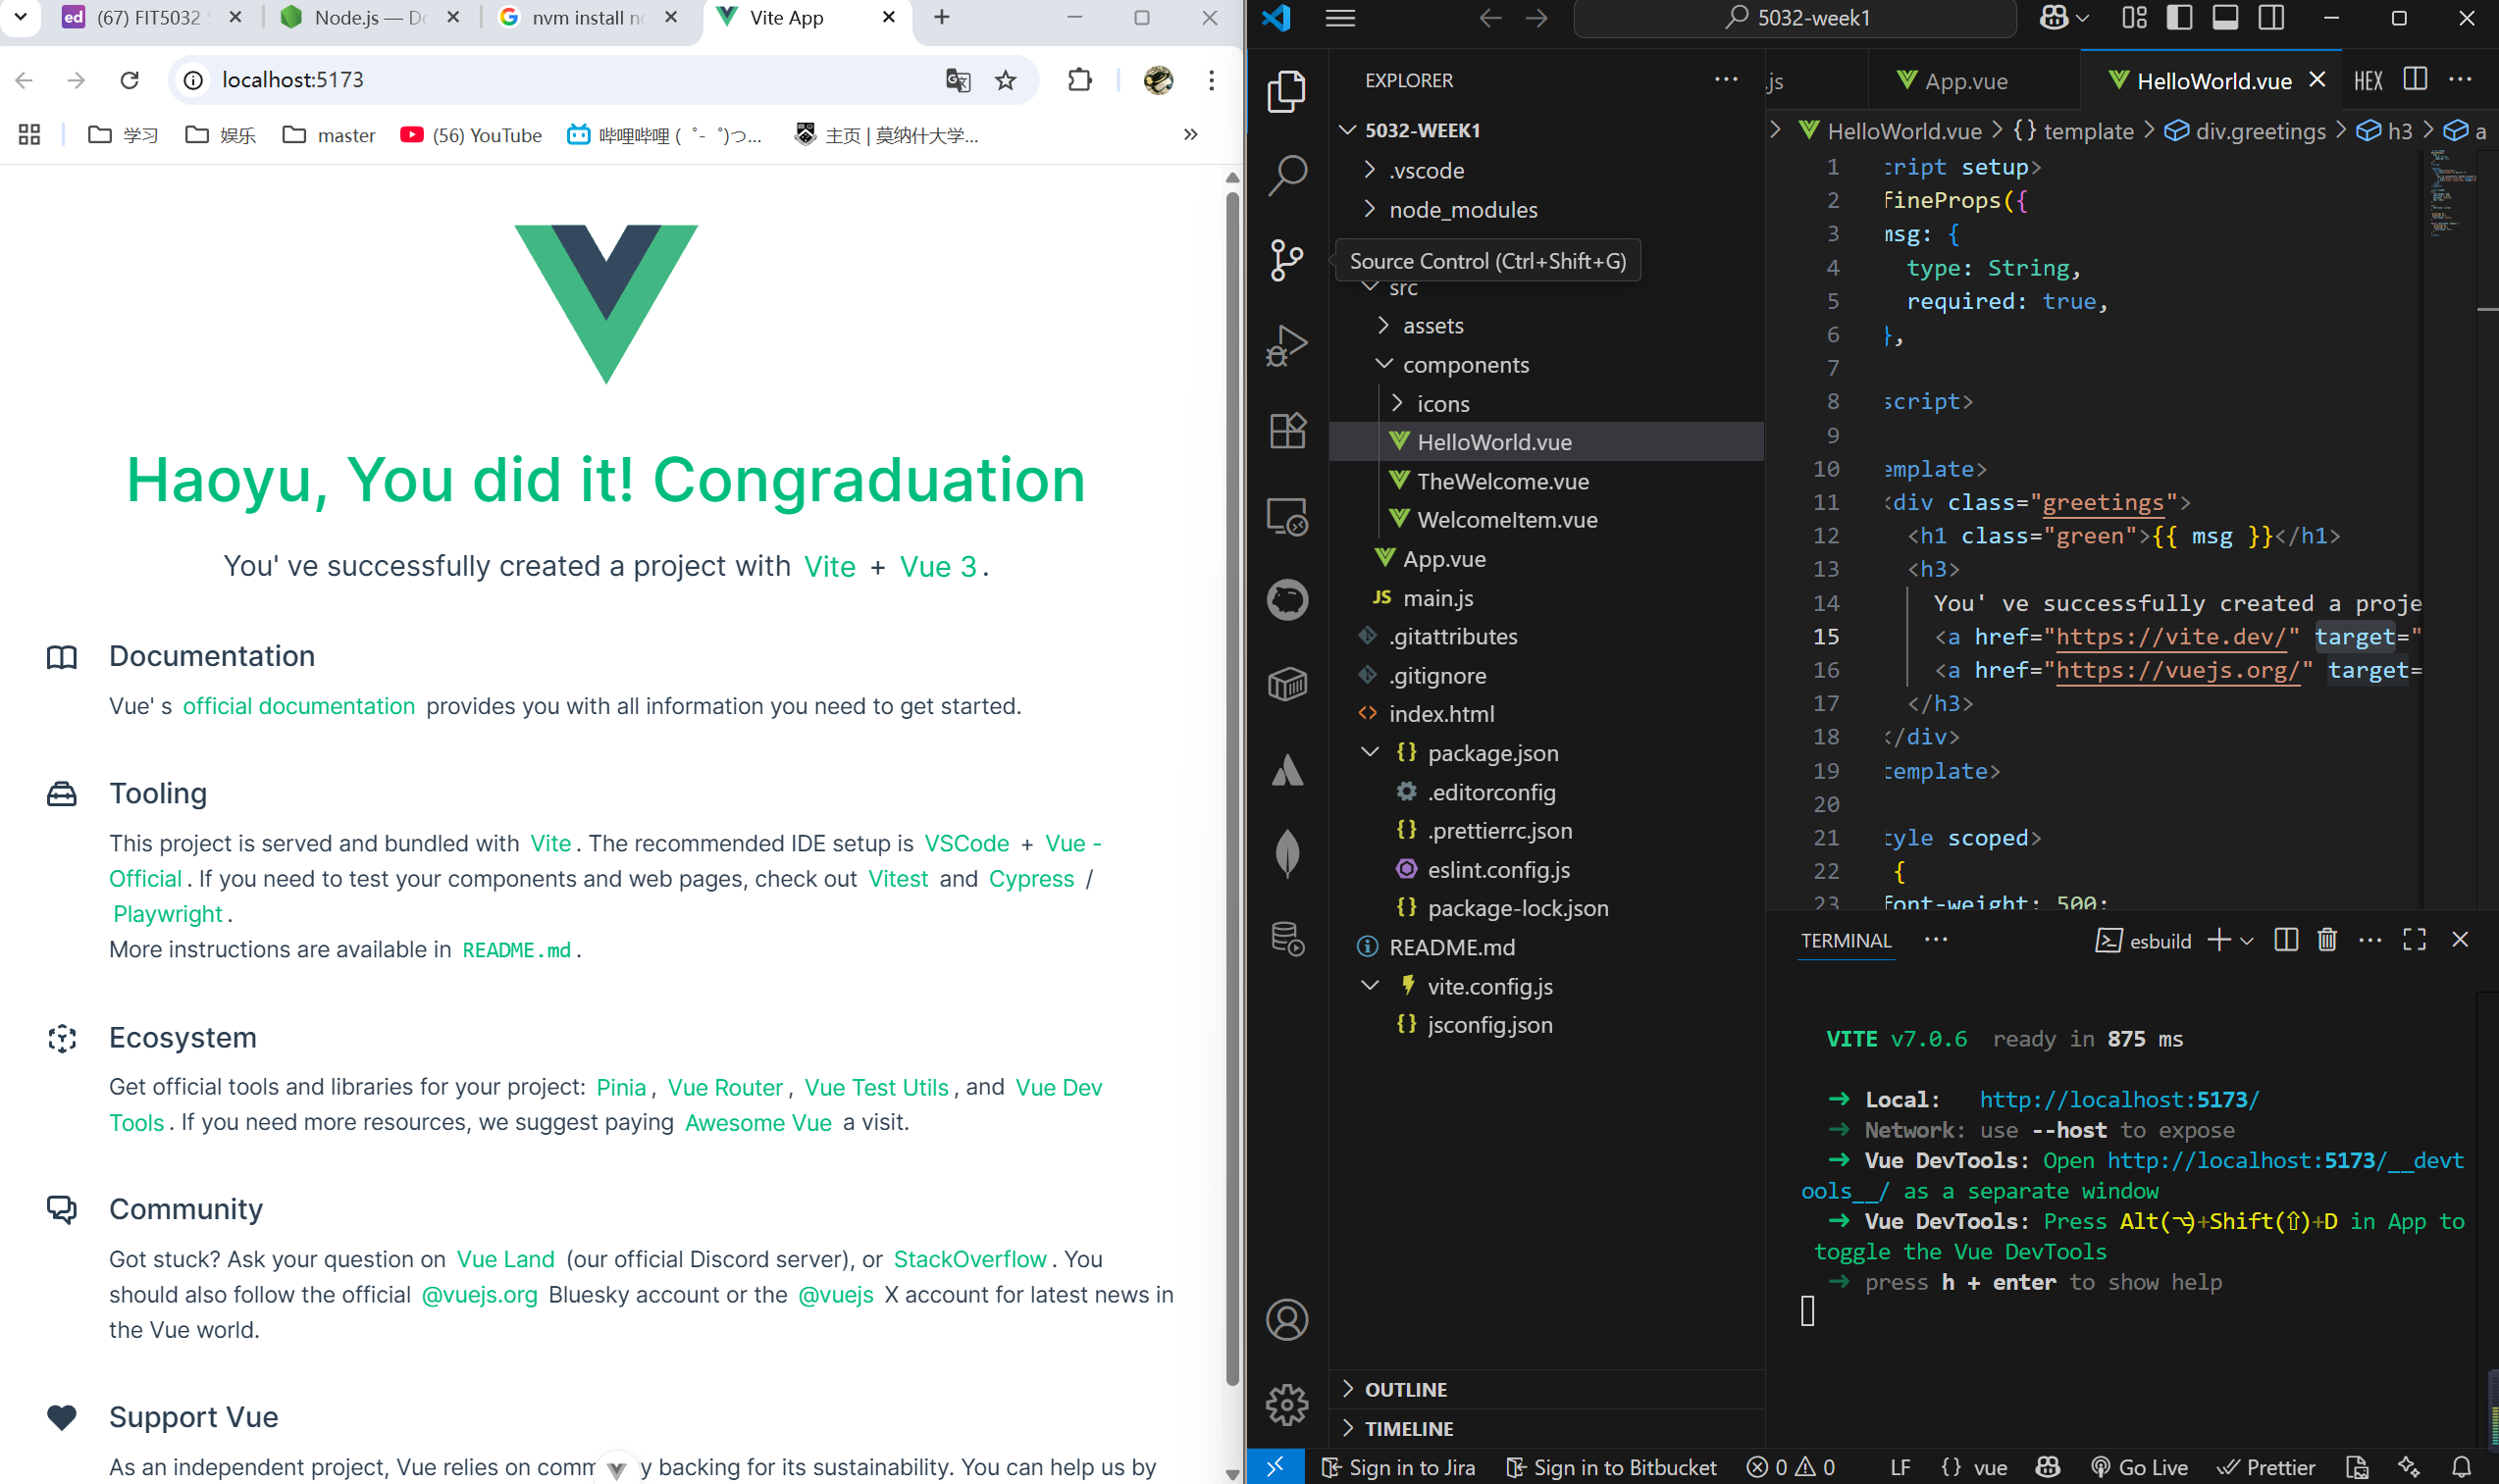 ed (67) FIT5032
Node.js — Do
nvm install no
Vite App
localhost:5173
学习
娱乐
master
(56) YouTube
哔哩哔哩 ( ゜- ゜)つ...
主页 | 莫纳什大学...
Haoyu, You did it! Congraduation
You' ve successfully created a project with Vite + Vue 3.
Documentation
Vue' s official documentation provides you with all information you need to get started.
Tooling
This project is served and bundled with Vite. The recommended IDE setup is VSCode + Vue -
Official. If you need to test your components and web pages, check out Vitest and Cypress /
Playwright.
More instructions are available in README.md.
Ecosystem
Get official tools and libraries for your project: Pinia, Vue Router, Vue Test Utils, and Vue Dev
Tools. If you need more resources, we suggest paying Awesome Vue a visit.
Community
Got stuck? Ask your question on Vue Land (our official Discord server), or StackOverflow. You
should also follow the official @vuejs.org Bluesky account or the @vuejs X account for latest news in
the Vue world.
Support Vue
As an independent project, Vue relies on comm y backing for its sustainability. You can help us by
5032-week1
EXPLORER
5032-WEEK1
.vscode
node_modules
Source Control (Ctrl+Shift+G)
src
assets
components
icons
HelloWorld.vue
TheWelcome.vue
WelcomeItem.vue
App.vue
JS main.js
.gitattributes
.gitignore
<> index.html
{} package.json
.editorconfig
{} .prettierrc.json
eslint.config.js
{} package-lock.json
README.md
vite.config.js
{} jsconfig.json
OUTLINE
TIMELINE
.js
App.vue
HelloWorld.vue
HEX
HelloWorld.vue > {} template > div.greetings > h3 > a
1 cript setup>
2 fineProps({
3 msg: {
4 type: String,
5 required: true,
6 },
7
8 script>
9
10 emplate>
11 <div class="greetings">
12 <h1 class="green">{{ msg }}</h1>
13 <h3>
14 You' ve successfully created a proje
15 <a href="https://vite.dev/" target="
16 <a href="https://vuejs.org/" target=
17 </h3>
18 </div>
19 template>
20
21 tyle scoped>
22 {
23 font-weight: 500;
TERMINAL
esbuild
VITE v7.0.6 ready in 875 ms
➜ Local: http://localhost:5173/
➜ Network: use --host to expose
➜ Vue DevTools: Open http://localhost:5173/__devt
ools__/ as a separate window
➜ Vue DevTools: Press Alt(⌥)+Shift(⇧)+D in App to
toggle the Vue DevTools
➜ press h + enter to show help
Sign in to Jira
Sign in to Bitbucket
0
0
LF
{} vue
Go Live
Prettier